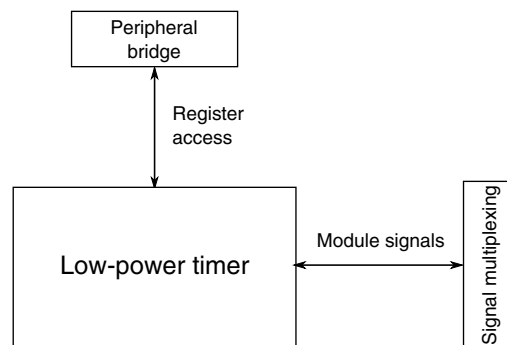 Peripheral
bridge
Register
access
Low-power timer
Module signals
Signal multiplexing